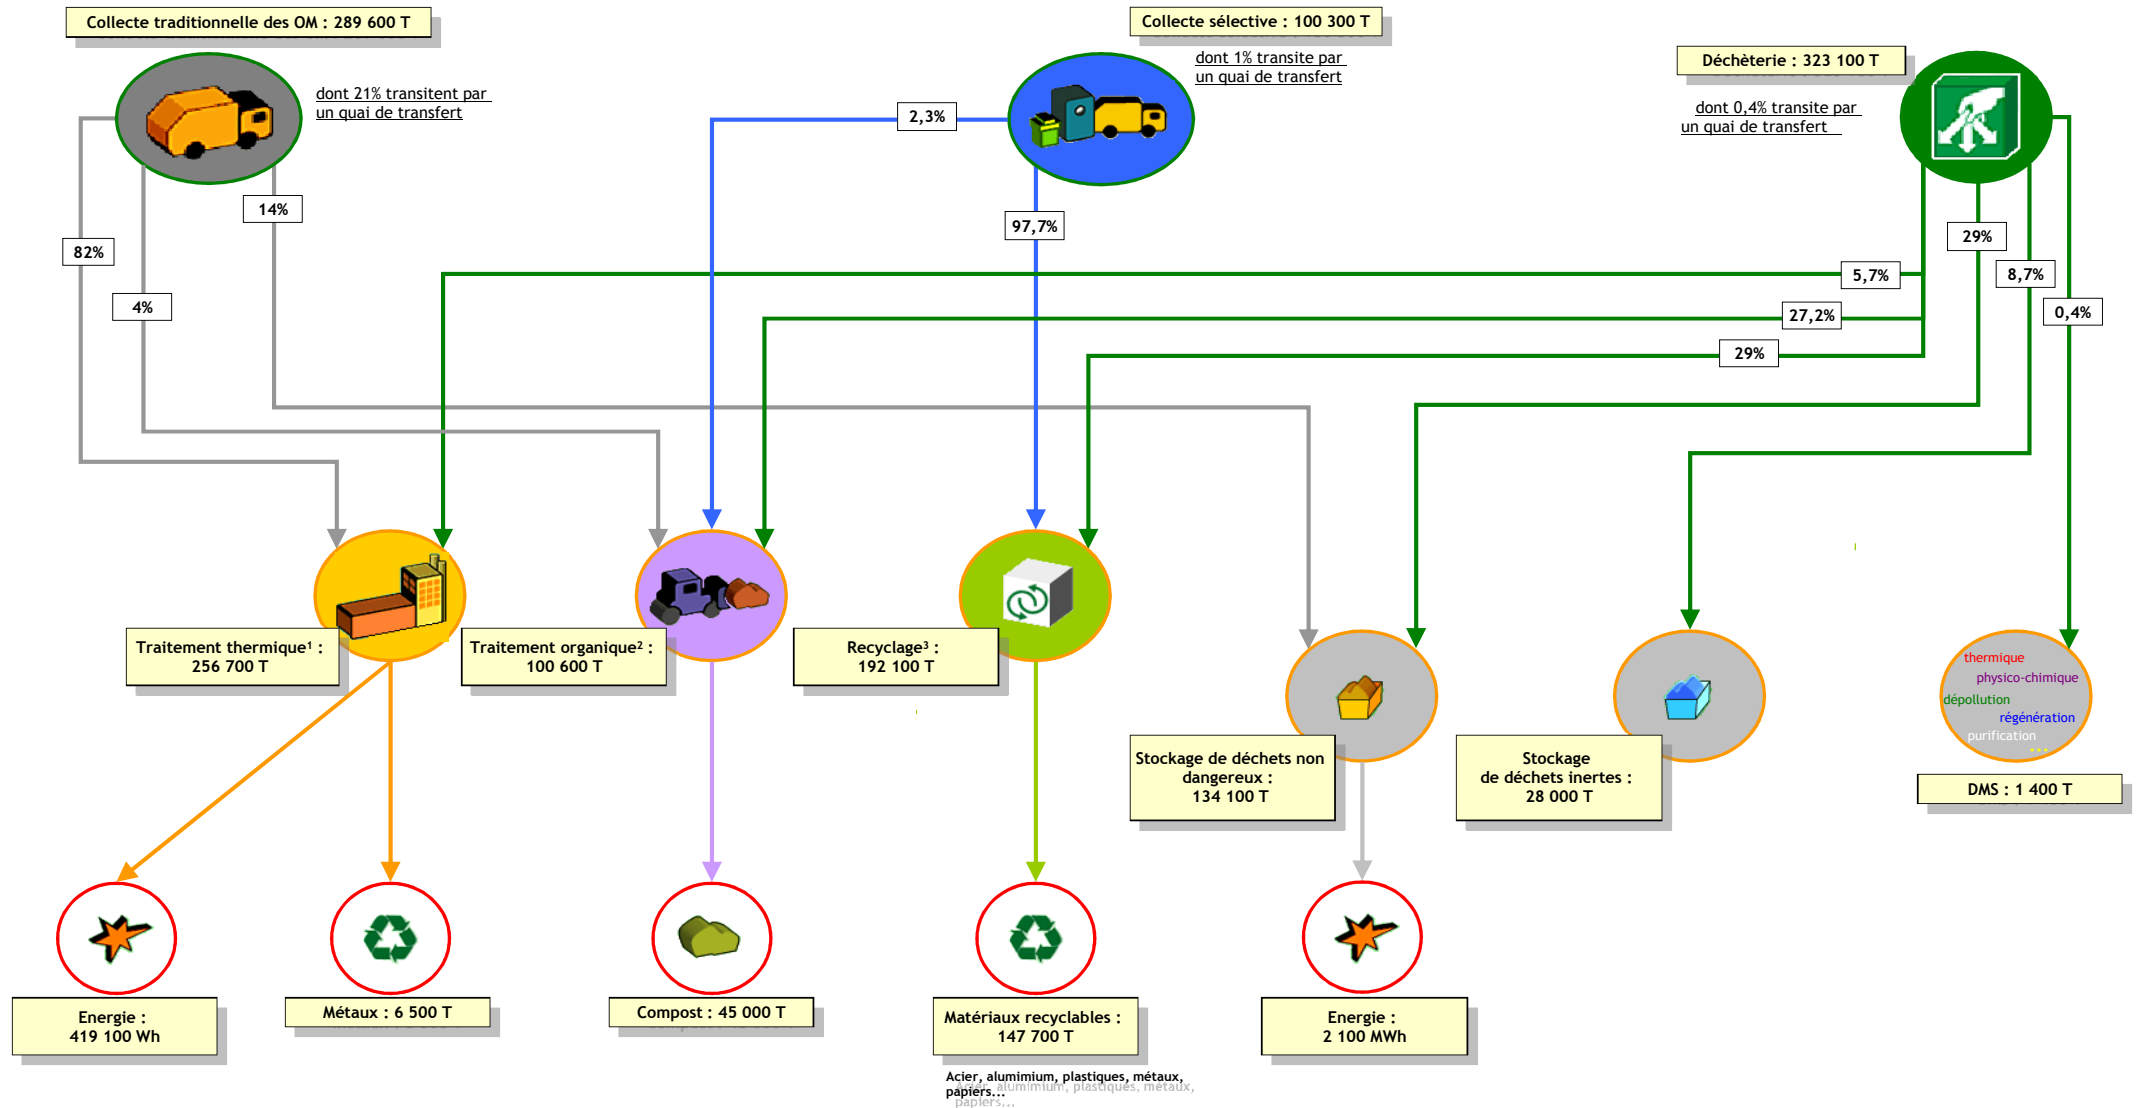 Collecte traditionnelle des OM : 289 600 T
Collecte sélective : 100 300 T
dont 1% transite par
un quai de transfert
Déchèterie : 323 100 T
dont 21% transitent par
un quai de transfert
dont 0,4% transite par
un quai de transfert
2,3%
14%
97,7%
29%
82%
5,7%
8,7%
4%
27,2%
0,4%
29%
Traitement thermique¹ :
256 700 T
Traitement organique² :
100 600 T
Recyclage³ :
192 100 T
thermique
physico-chimique
dépollution
régénération
purification
...
Stockage de déchets non
dangereux :
134 100 T
Stockage
de déchets inertes :
28 000 T
DMS : 1 400 T
Energie :
419 100 Wh
Métaux : 6 500 T
Compost : 45 000 T
Matériaux recyclables :
147 700 T
Energie :
2 100 MWh
Acier, alumimium, plastiques, métaux,
papiers...